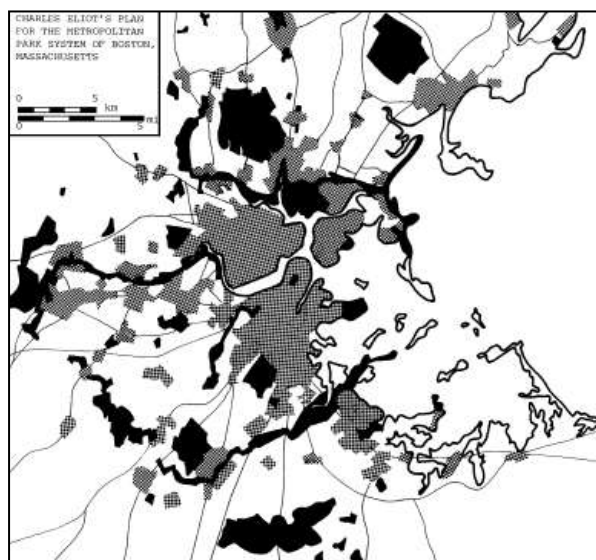 CHARLES ELIOT'S PLAN
FOR THE METROPOLITAN
PARK SYSTEM OF BOSTON,
MASSACHUSETTS
0 5
km
0 5 mi